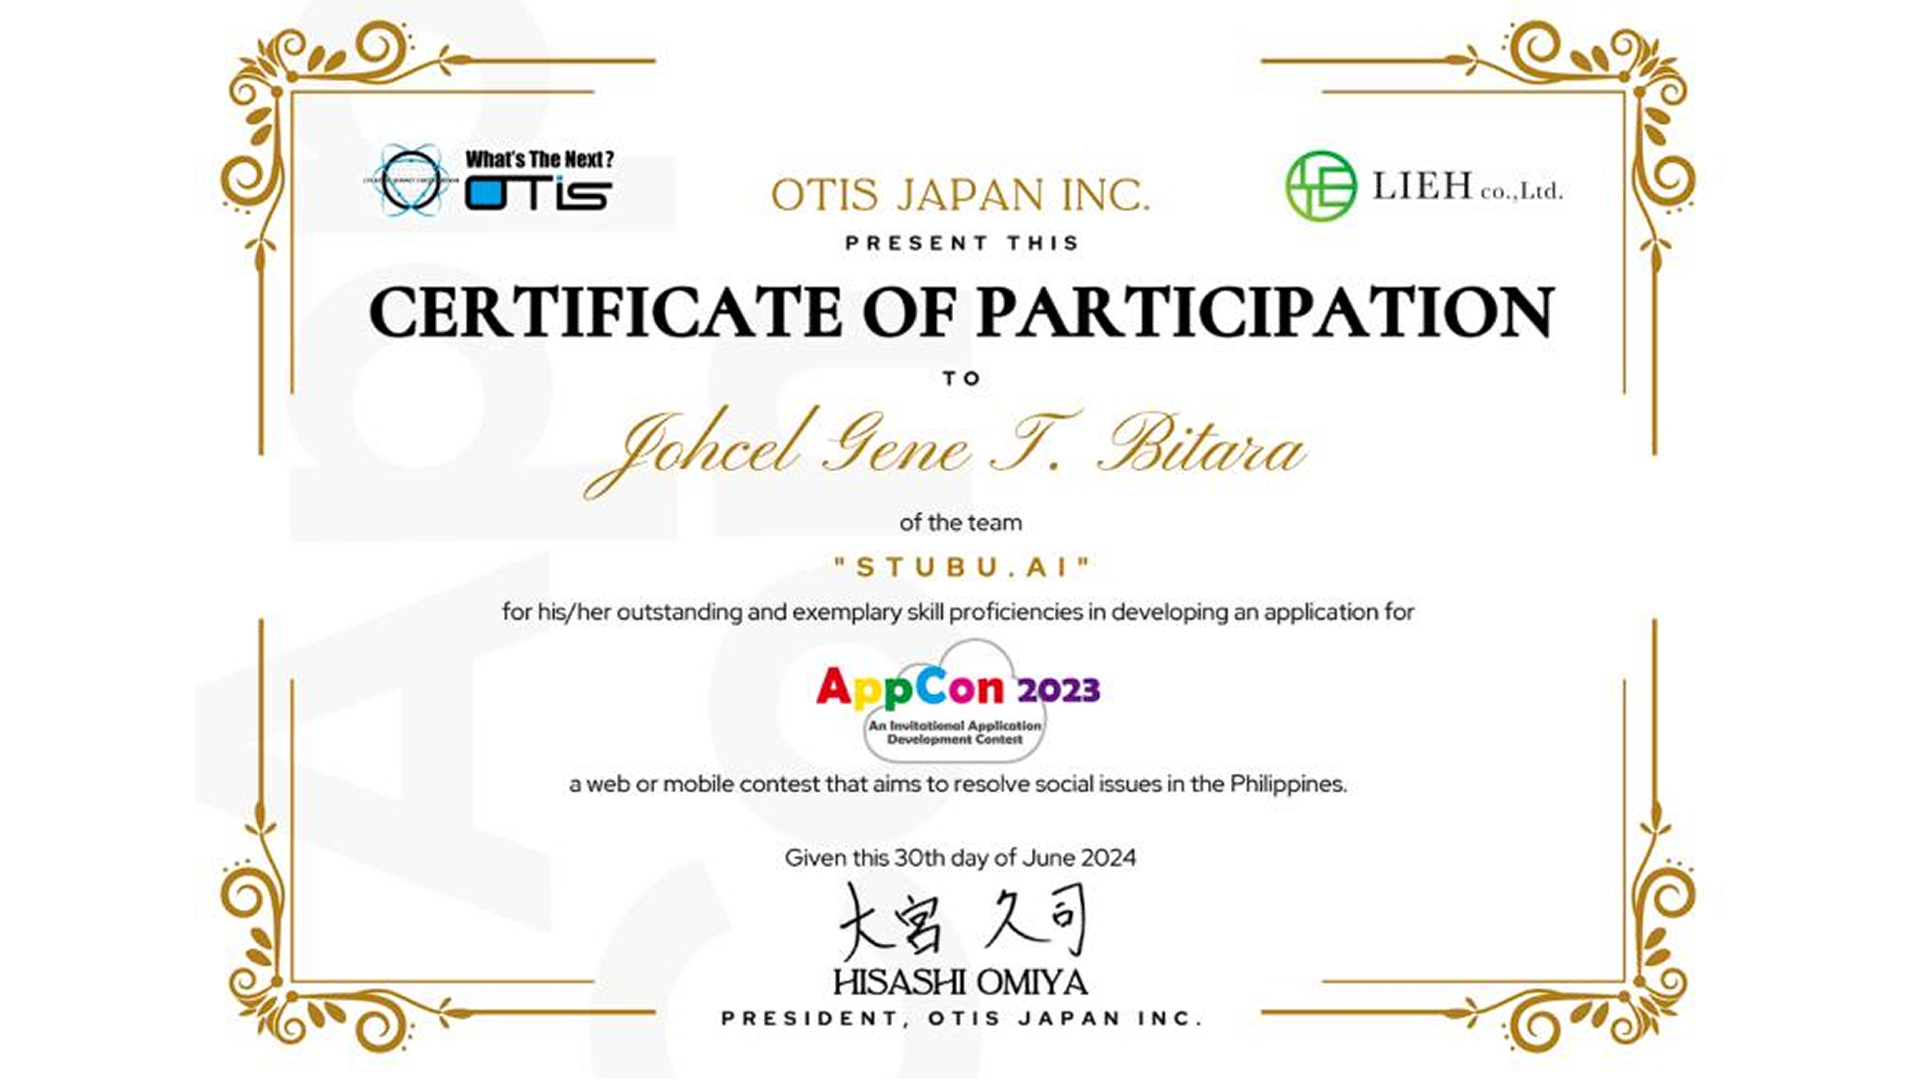 What's The Next?
OTIS
OTIS JAPAN INC.
LIEH co.,Ltd.
PRESENT THIS
CERTIFICATE OF PARTICIPATION
TO
Johcel Gene T. Bitara
of the team
"STUBU.AI"
for his/her outstanding and exemplary skill proficiencies in developing an application for
AppCon 2023
An Invitational Application
Development Contest
a web or mobile contest that aims to resolve social issues in the Philippines.
Given this 30th day of June 2024
大宮 久司
HISASHI OMIYA
PRESIDENT, OTIS JAPAN INC.